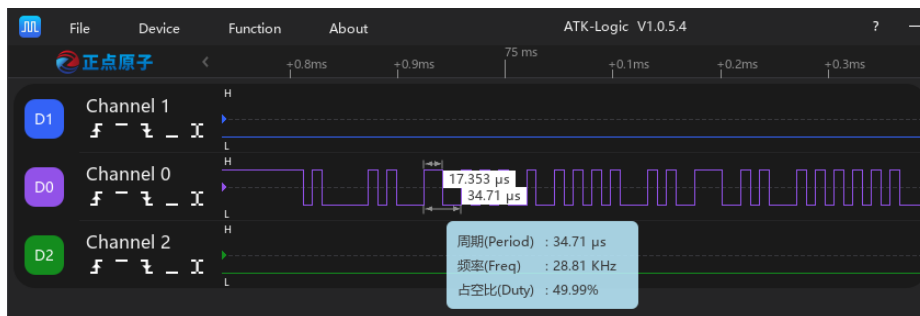 File Device Function About ATK-Logic V1.0.5.4 ?
正点原子 +0.8ms +0.9ms 75 ms +0.1ms +0.2ms +0.3ms
H
D1 Channel 1
L
H
D0 Channel 0
17.353 μs
34.71 μs
L
H
D2 Channel 2
L
周期(Period) : 34.71 μs
频率(Freq) : 28.81 KHz
占空比(Duty) : 49.99%